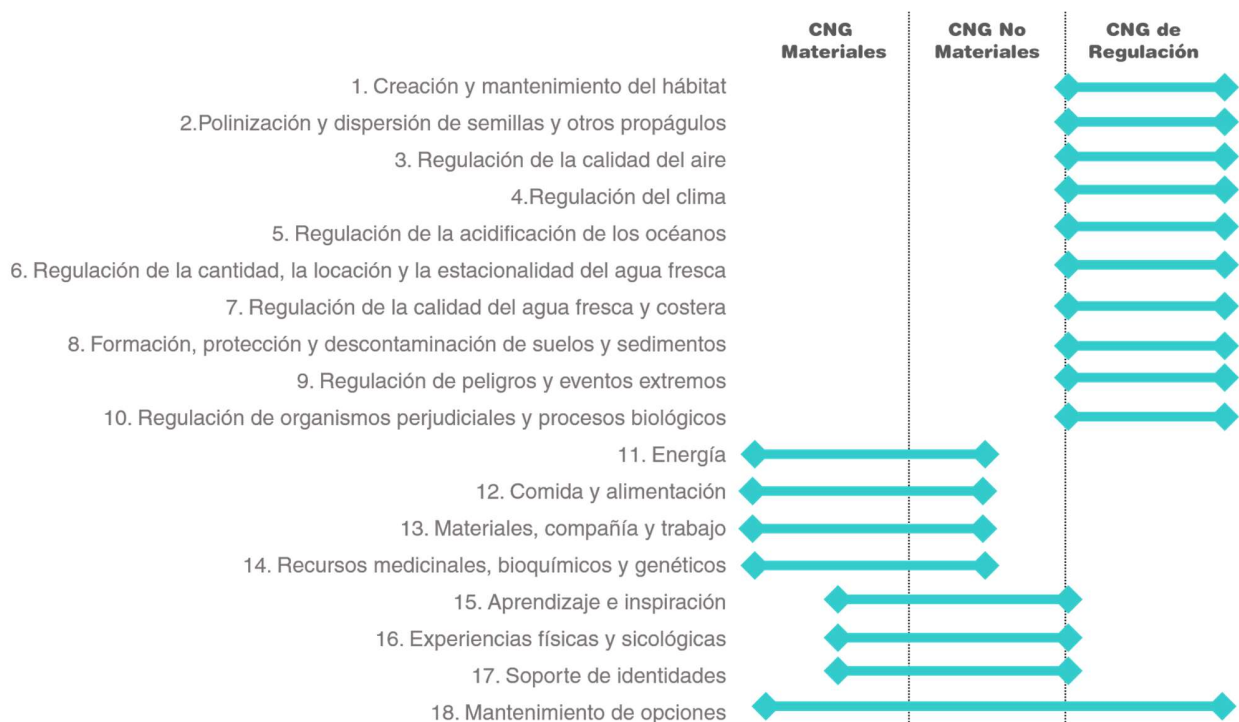 CNG
Materiales
CNG No
Materiales
CNG de
Regulación
1. Creación y mantenimiento del hábitat
2.Polinización y dispersión de semillas y otros propágulos
3. Regulación de la calidad del aire
4.Regulación del clima
5. Regulación de la acidificación de los océanos
6. Regulación de la cantidad, la locación y la estacionalidad del agua fresca
7. Regulación de la calidad del agua fresca y costera
8. Formación, protección y descontaminación de suelos y sedimentos
9. Regulación de peligros y eventos extremos
10. Regulación de organismos perjudiciales y procesos biológicos
11. Energía
12. Comida y alimentación
13. Materiales, compañía y trabajo
14. Recursos medicinales, bioquímicos y genéticos
15. Aprendizaje e inspiración
16. Experiencias físicas y sicológicas
17. Soporte de identidades
18. Mantenimiento de opciones